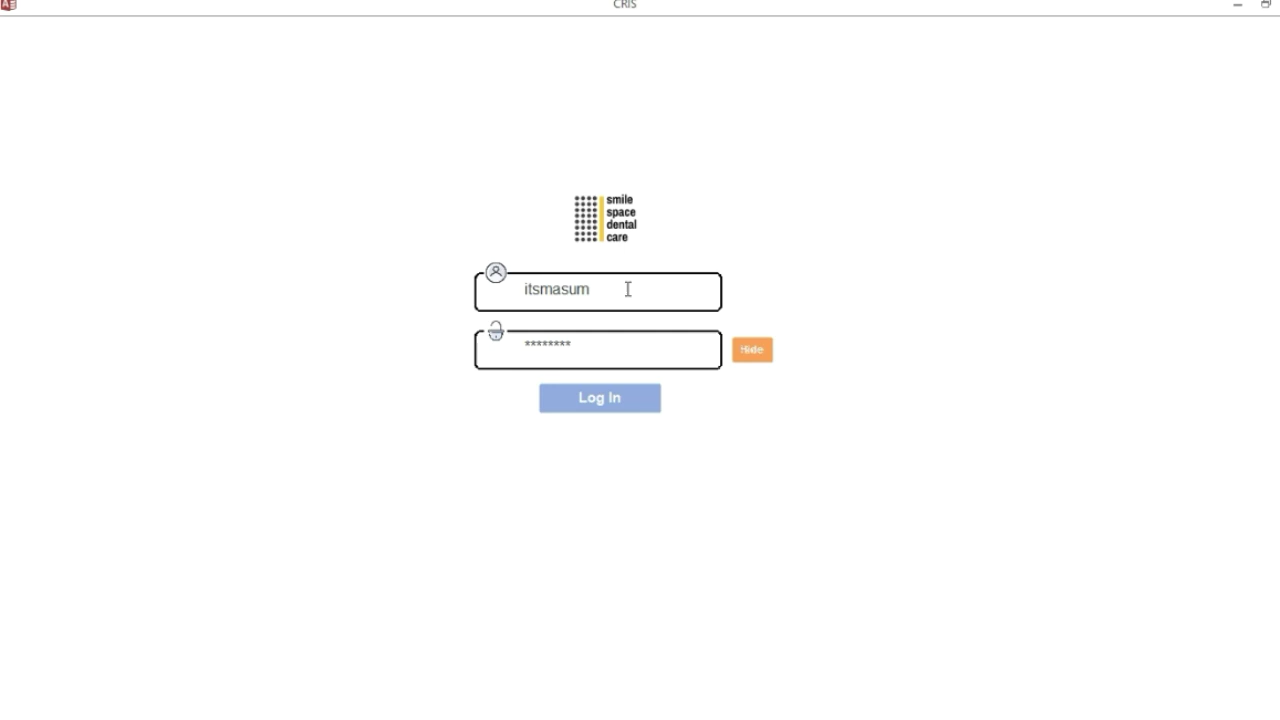 CRIS
smile
space
dental
care
itsmasum
********
Hide
Log In